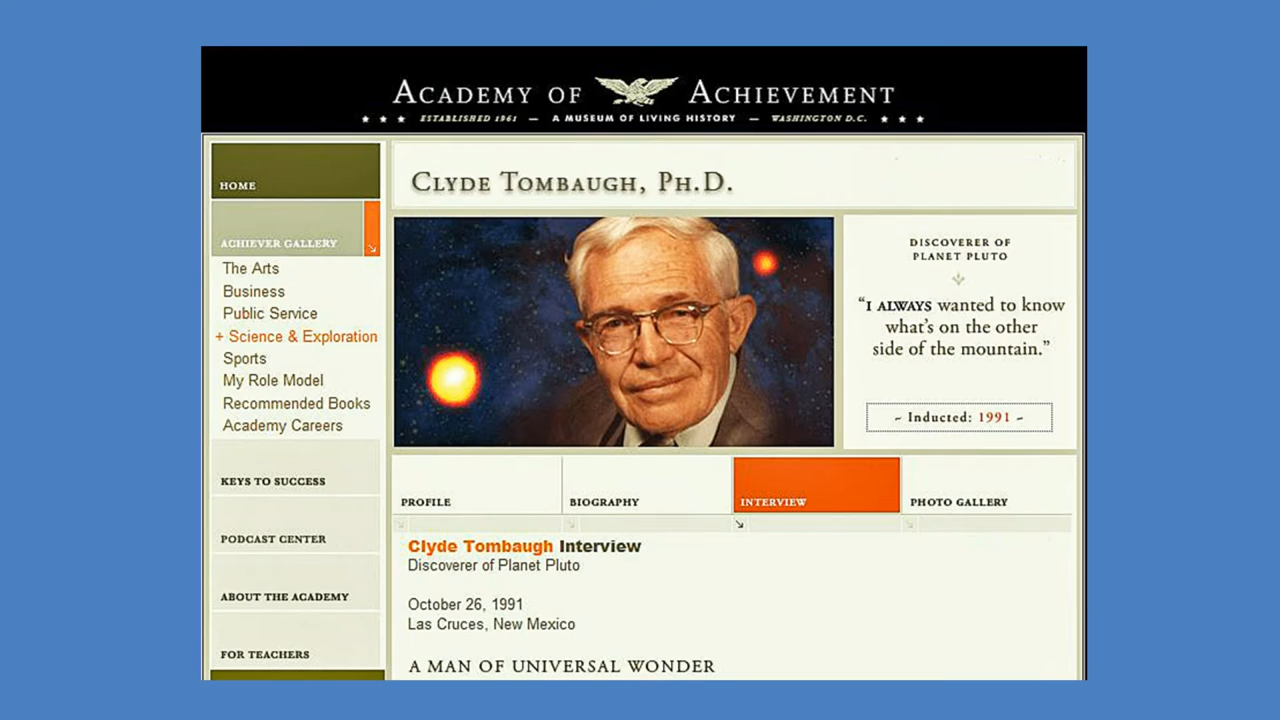 ACADEMY OF ACHIEVEMENT
ESTABLISHED 1961 — A MUSEUM OF LIVING HISTORY — WASHINGTON D.C.
HOME
ACHIEVER GALLERY
The Arts
Business
Public Service
+ Science & Exploration
Sports
My Role Model
Recommended Books
Academy Careers
KEYS TO SUCCESS
PODCAST CENTER
ABOUT THE ACADEMY
FOR TEACHERS
CLYDE TOMBAUGH, PH.D.
DISCOVERER OF
PLANET PLUTO
“I ALWAYS wanted to know
what’s on the other
side of the mountain.”
~ Inducted: 1991 ~
PROFILE
BIOGRAPHY
INTERVIEW
PHOTO GALLERY
Clyde Tombaugh Interview
Discoverer of Planet Pluto
October 26, 1991
Las Cruces, New Mexico
A MAN OF UNIVERSAL WONDER